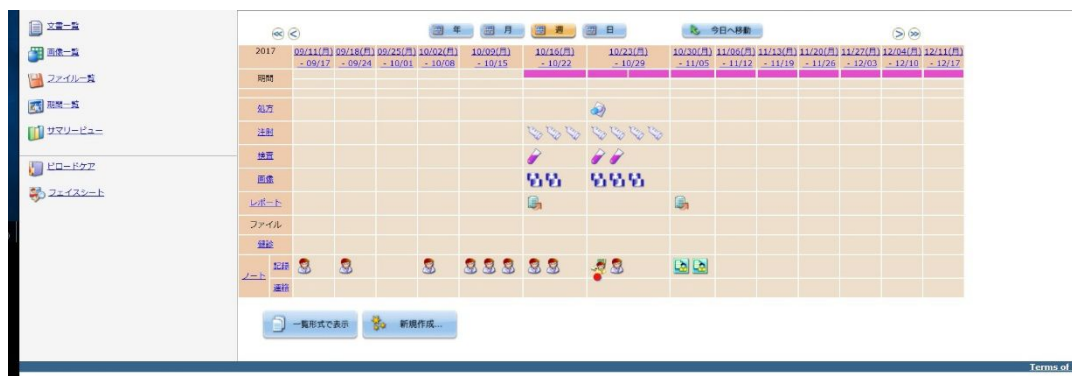 文書一覧
画像一覧
ファイル一覧
期間一覧
サマリービュー
ピロードケア
フェイスシート
年 月 週 日 今日へ移動
2017 09/11(月) 09/18(月) 09/25(月) 10/02(月) 10/09(月) 10/16(月) 10/23(月) 10/30(月) 11/06(月) 11/13(月) 11/20(月) 11/27(月) 12/04(月) 12/11(月)
- 09/17 - 09/24 - 10/01 - 10/08 - 10/15 - 10/22 - 10/29 - 11/05 - 11/12 - 11/19 - 11/26 - 12/03 - 12/10 - 12/17
期間
処方
注射
検査
画像
レポート
ファイル
健診
ノート
記録
連絡
一覧形式で表示 新規作成...
Terms of